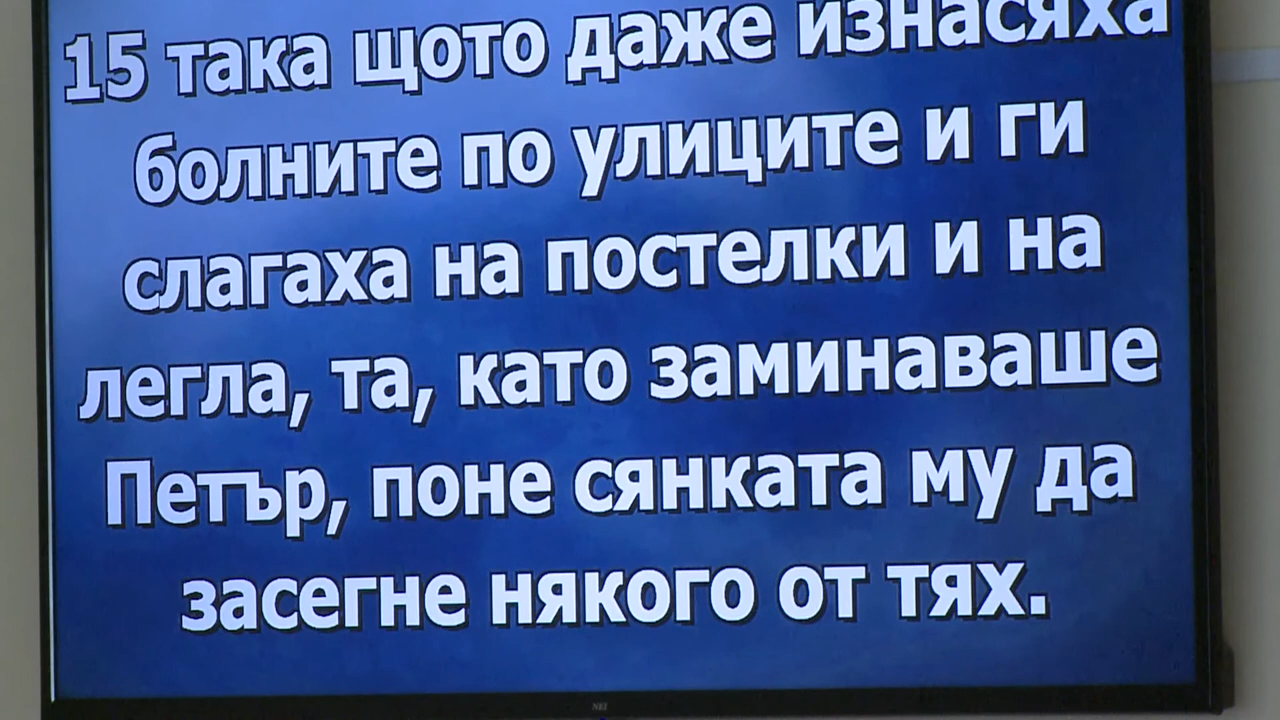 15 така щото даже изнасяха
болните по улиците и ги
слагаха на постелки и на
легла, та, като заминаваше
Петър, поне сянката му да
засегне някого от тях.
NEI